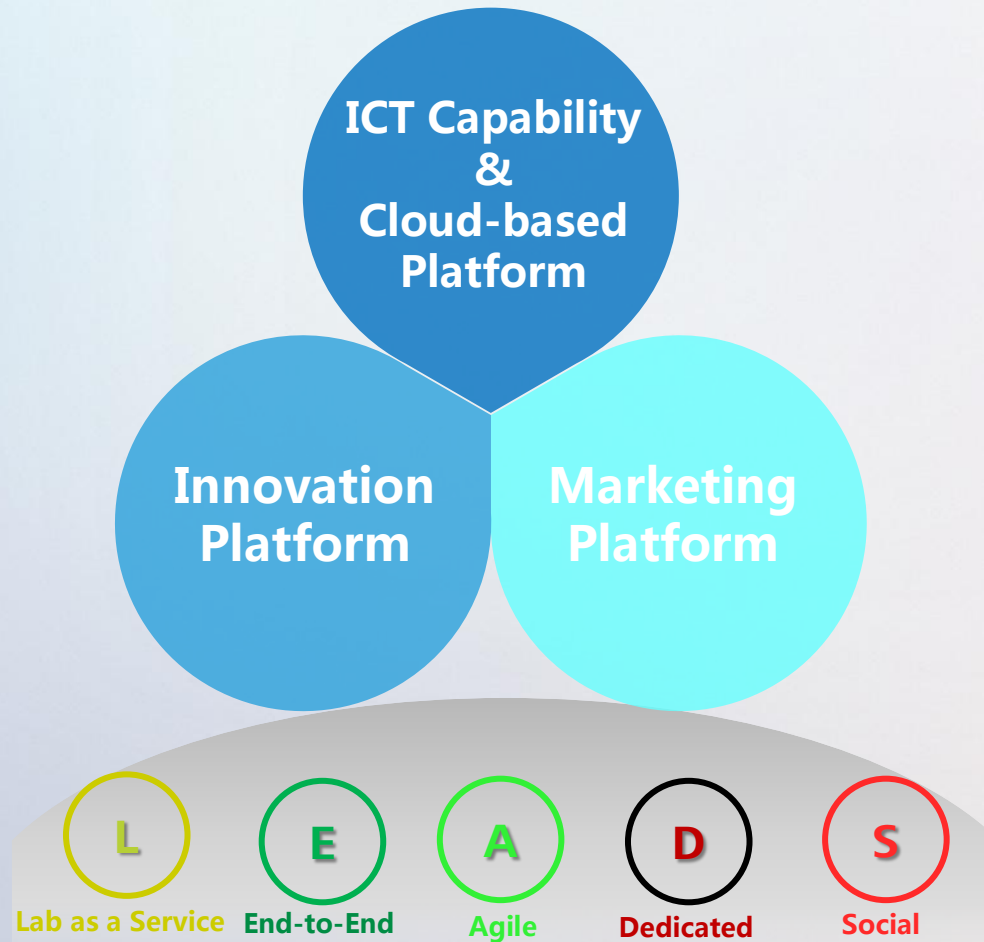 ICT Capability
&
Cloud-based
Platform
Innovation
Platform
Marketing
Platform
L
E
A
D
S
Lab as a Service
End-to-End
Agile
Dedicated
Social